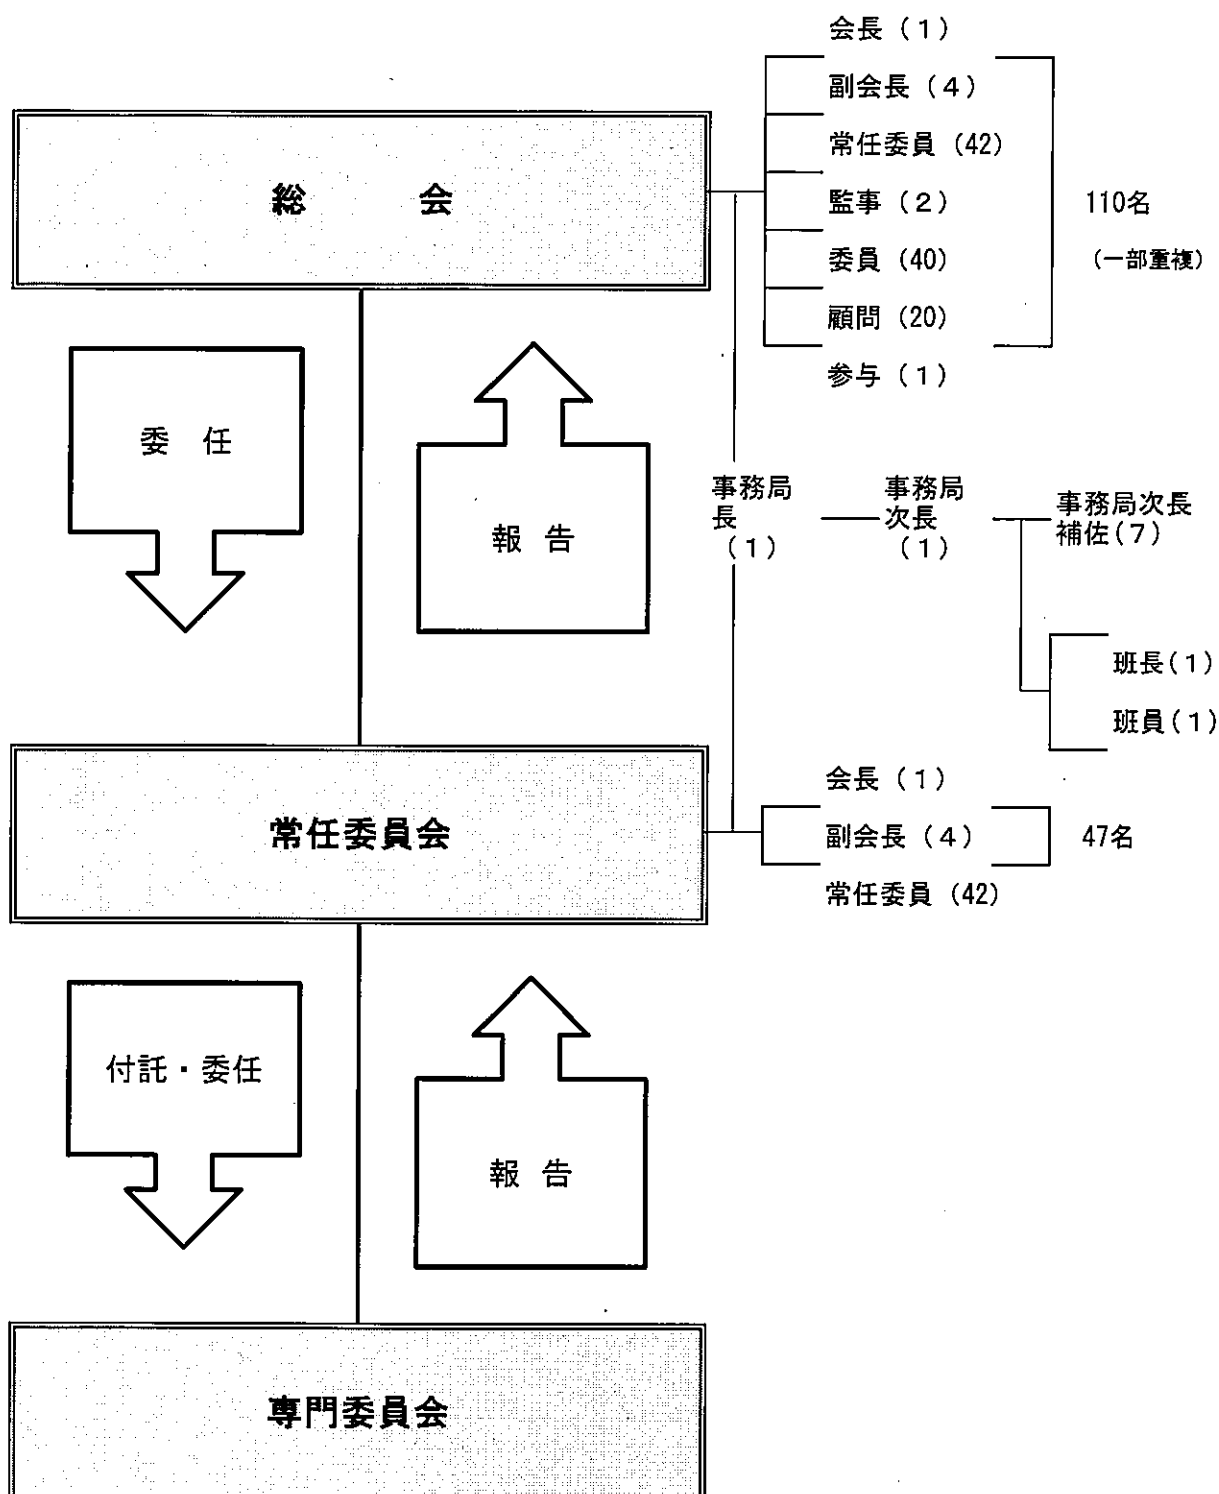 会長（１）
副会長（４）
常任委員（42）
監事（２）
委員（40）
顧問（20）
参与（１）
110名
（一部重複）
総　　会
委　任
報　告
事務局
長
（１）
事務局
次長
（１）
事務局次長
補佐（７）
班長（１）
班員（１）
常任委員会
会長（１）
副会長（４）
常任委員（42）
47名
付託・委任
報　告
専門委員会